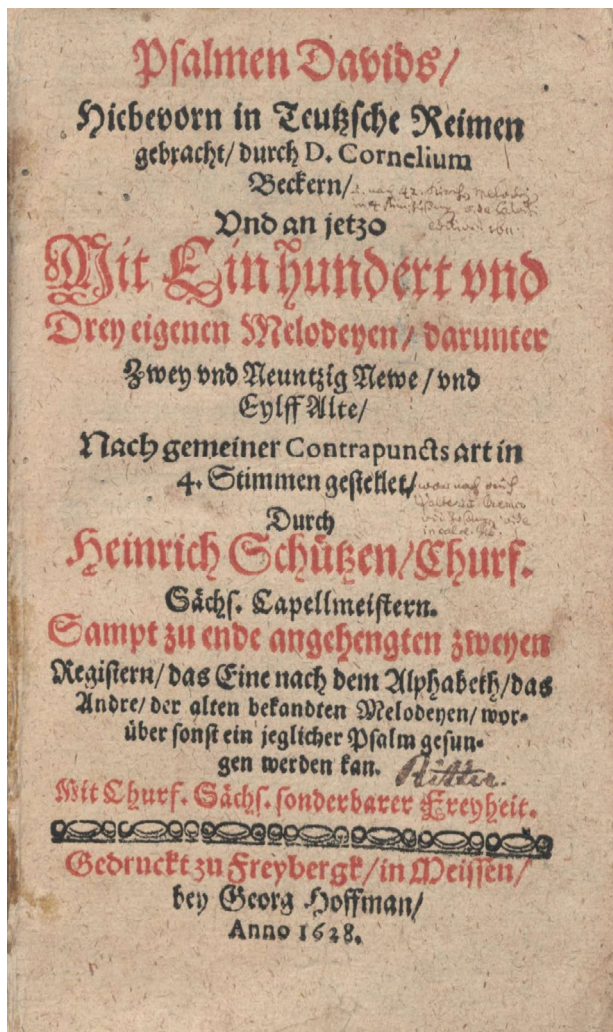 Psalmen Davids/
Hiebevorn in Teutzsche Reimen
gebracht/ durch D. Cornelium
Beckern/
Vnd an jetzo
Mit Einhundert vnd
Drey eigenen Melodeyen/ darunter
Zwey vnd Neuntzig Newe/ vnd
Eylff Alte/
Nach gemeiner Contrapuncts art in
4. Stimmen gestellet/
Durch
Heinrich Schützen/ Churf.
Sächs. Capellmeistern.
Sampt zu ende angehengten zweyen
Registern/ das Eine nach dem Alphabeth/ das
Andre/ der alten bekandten Melodeyen/ wor-
über sonst ein jeglicher Psalm gesun-
gen werden kan.
Ritter.
Mit Churf. Sächs. sonderbarer Freyheit.
Gedruckt zu Freybergk/ in Meissen/
bey Georg Hoffman/
Anno 1628.